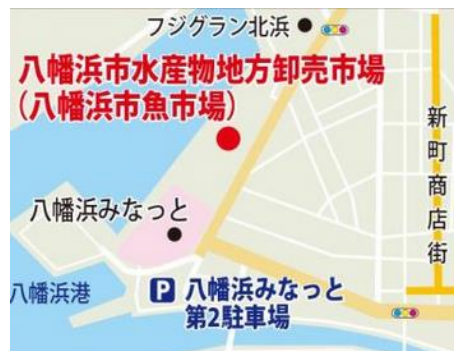 フジグラン北浜
八幡浜市水産物地方卸売市場
(八幡浜市魚市場)
新町商店街
八幡浜みなっと
八幡浜港
P 八幡浜みなっと
第2駐車場